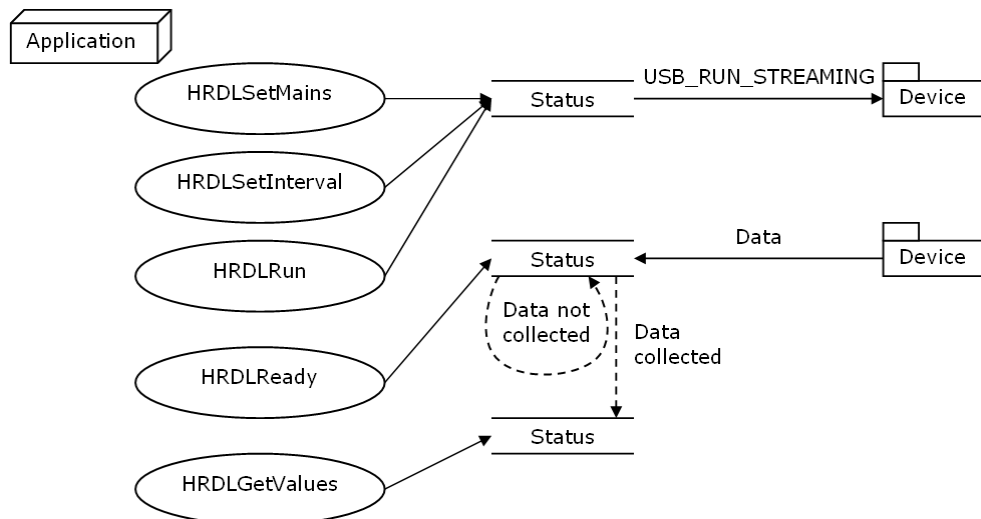 Application
HRDLSetMains
Status
USB_RUN_STREAMING
Device
HRDLSetInterval
HRDLRun
Status
Data
Device
Data not
collected
Data
collected
HRDLReady
Status
HRDLGetValues